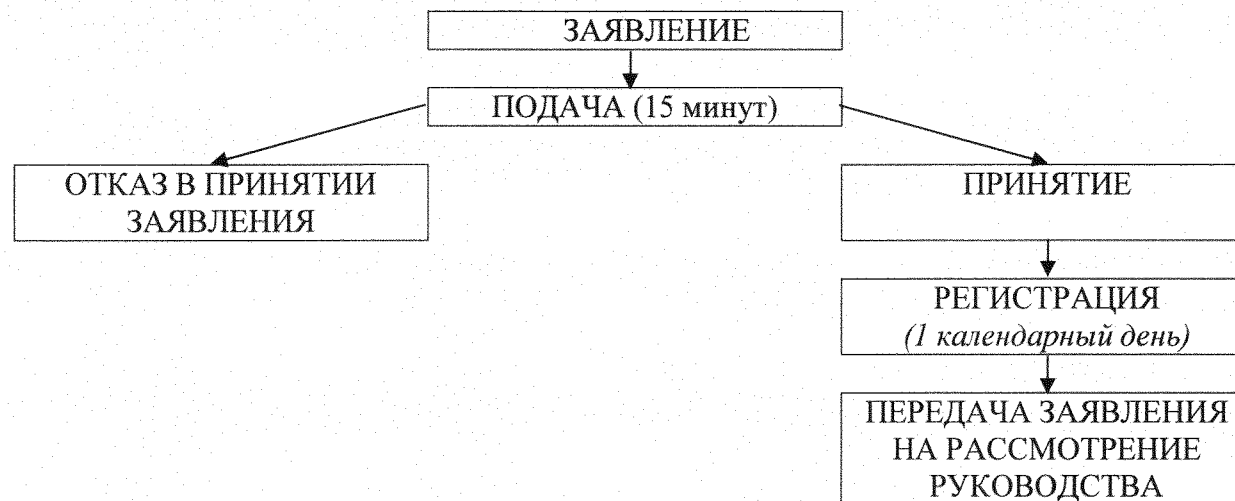 ЗАЯВЛЕНИЕ
ПОДАЧА (15 минут)
ОТКАЗ В ПРИНЯТИИ
ЗАЯВЛЕНИЯ
ПРИНЯТИЕ
РЕГИСТРАЦИЯ
(1 календарный день)
ПЕРЕДАЧА ЗАЯВЛЕНИЯ
НА РАССМОТРЕНИЕ
РУКОВОДСТВА